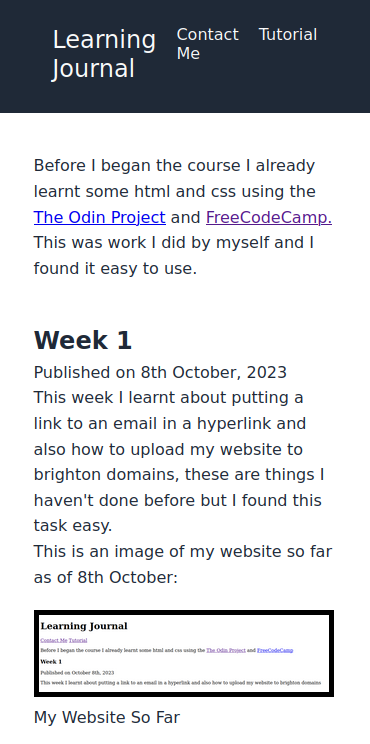 Learning Journal
Contact Me
Tutorial
Before I began the course I already
learnt some html and css using the
The Odin Project and FreeCodeCamp.
This was work I did by myself and I
found it easy to use.
Week 1
Published on 8th October, 2023
This week I learnt about putting a
link to an email in a hyperlink and
also how to upload my website to
brighton domains, these are things I
haven't done before but I found this
task easy.
This is an image of my website so far
as of 8th October:
Learning Journal
Contact Me Tutorial
Before I began the course I already learnt some html and css using the The Odin Project and FreeCodeCamp
Week 1
Published on October 8th, 2023
This week I learnt about putting a link to an email in a hyperlink and also how to upload my website to brighton domains
My Website So Far